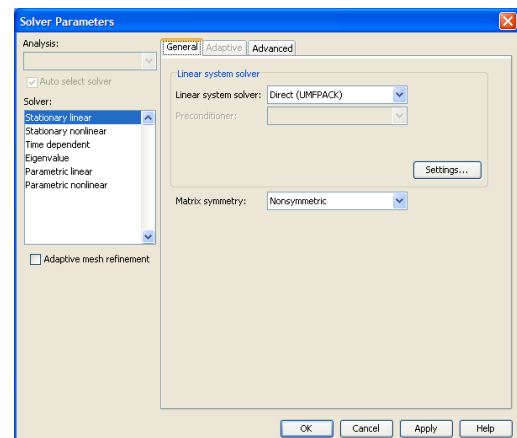 Solver Parameters
Analysis:
Auto select solver
Solver:
Stationary linear
Stationary nonlinear
Time dependent
Eigenvalue
Parametric linear
Parametric nonlinear
Adaptive mesh refinement
General Adaptive Advanced
Linear system solver
Linear system solver: Direct (UMFPACK)
Preconditioner:
Settings...
Matrix symmetry: Nonsymmetric
OK Cancel Apply Help